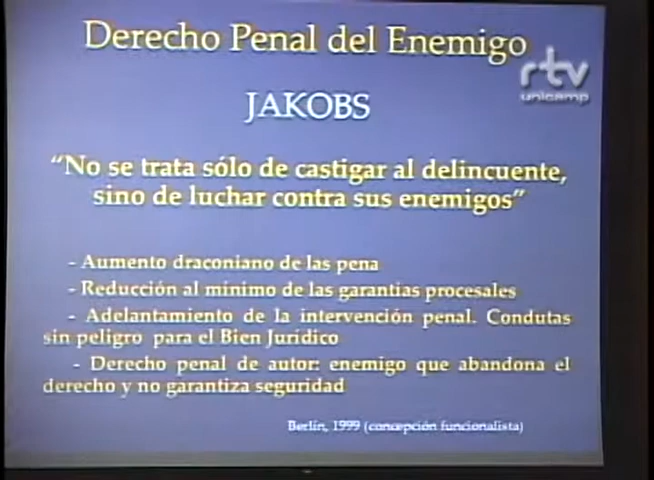 Derecho Penal del Enemigo
rtv
unicamp
JAKOBS
“No se trata sólo de castigar al delincuente,
sino de luchar contra sus enemigos”
- Aumento draconiano de las pena
- Reducción al mínimo de las garantías procesales
- Adelantamiento de la intervención penal. Condutas
sin peligro para el Bien Jurídico
- Derecho penal de autor: enemigo que abandona el
derecho y no garantiza seguridad
Berlín, 1999 (concepción funcionalista)